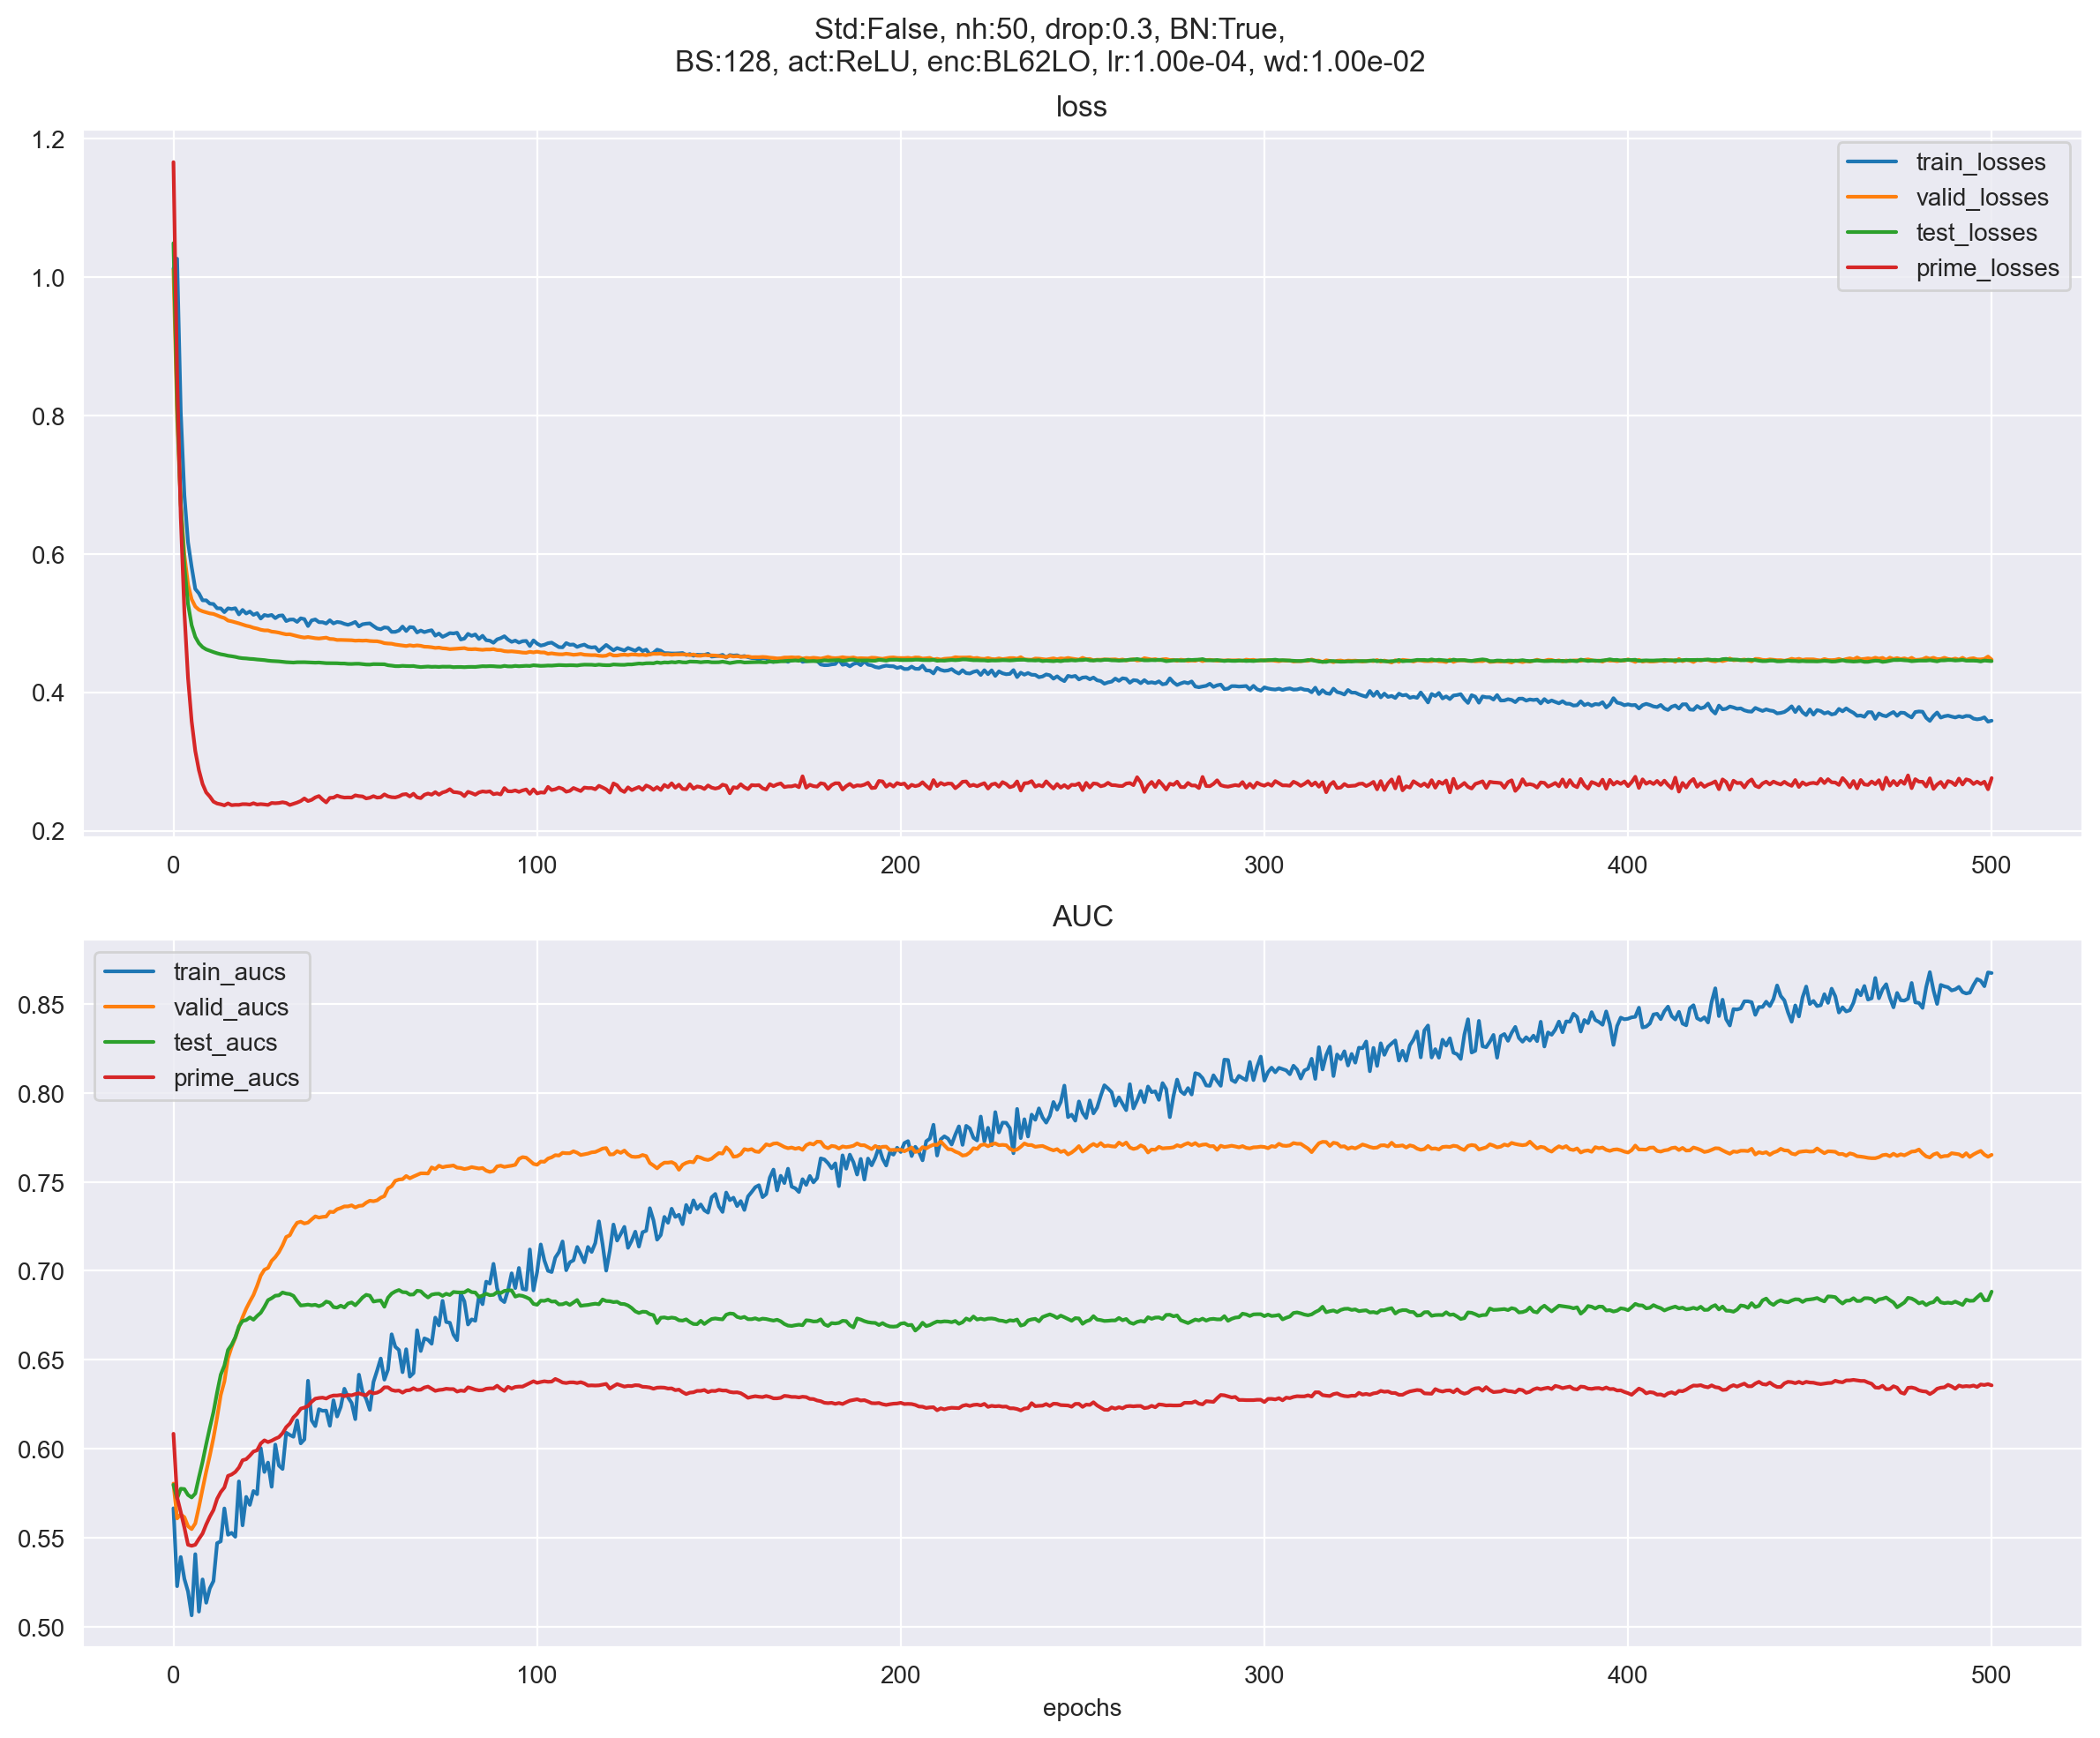 Std:False, nh:50, drop:0.3, BN:True,
BS:128, act:ReLU, enc:BL62LO, lr:1.00e-04, wd:1.00e-02
loss
1.2
1.0
0.8
0.6
0.4
0.2
train_losses
valid_losses
test_losses
prime_losses
0 100 200 300 400 500
AUC
train_aucs
valid_aucs
test_aucs
prime_aucs
0.85
0.80
0.75
0.70
0.65
0.60
0.55
0.50
0 100 200 300 400 500
epochs